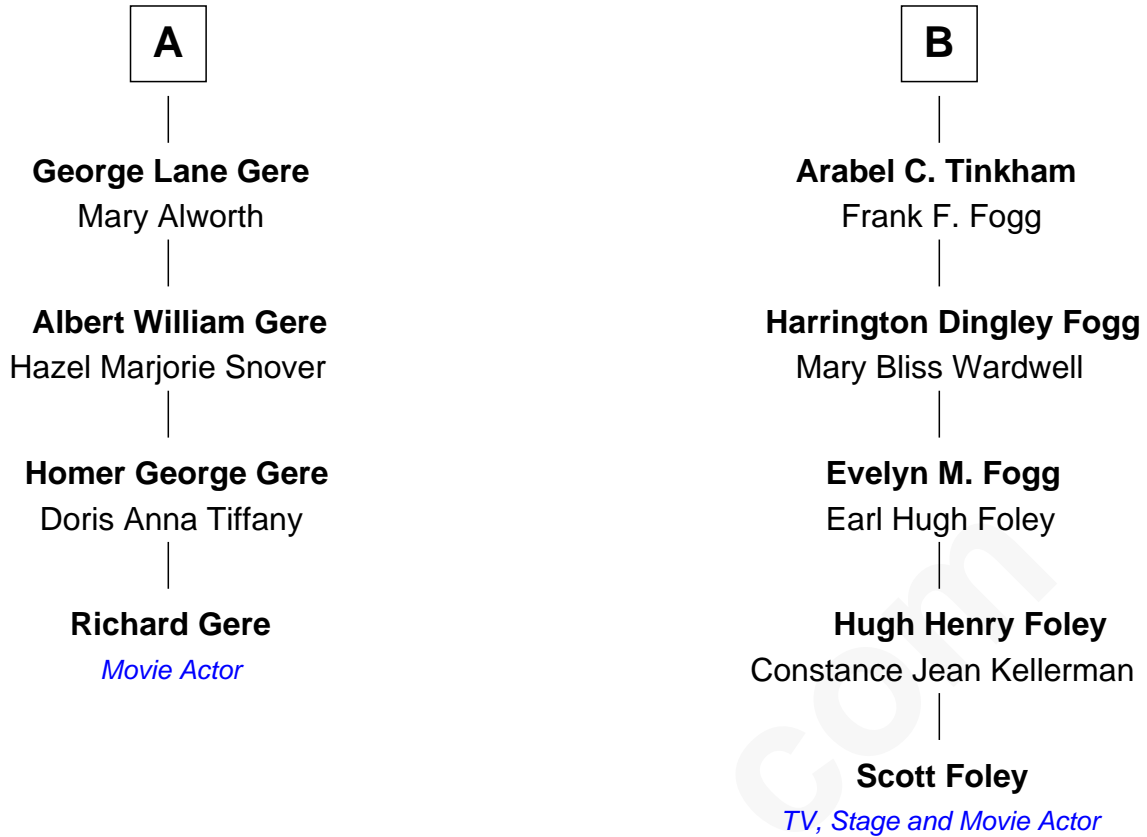 A
George Lane Gere
Mary Alworth
Albert William Gere
Hazel Marjorie Snover
Homer George Gere
Doris Anna Tiffany
Richard Gere
Movie Actor
B
Arabel C. Tinkham
Frank F. Fogg
Harrington Dingley Fogg
Mary Bliss Wardwell
Evelyn M. Fogg
Earl Hugh Foley
Hugh Henry Foley
Constance Jean Kellerman
Scott Foley
TV, Stage and Movie Actor
com